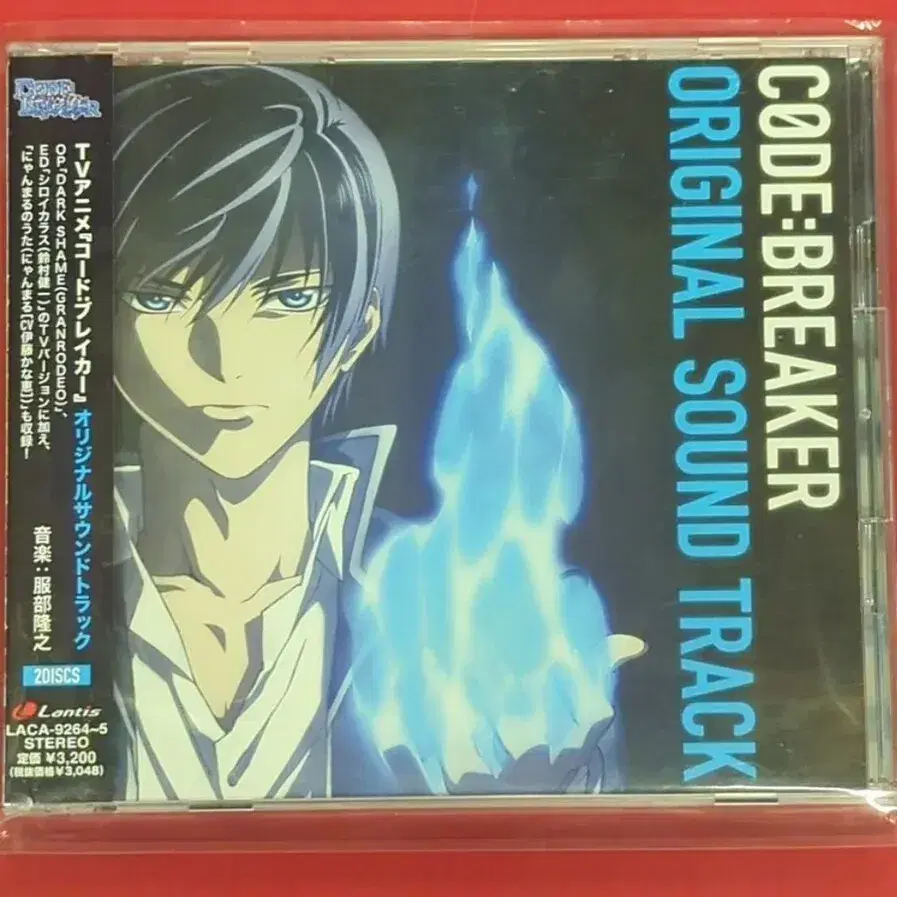 CODE:BREAKER
TVアニメ『コード:ブレイカー』オリジナルサウンドトラック
OP「DARK SHAME(GRANRODEO)」、
ED「シロイカラス(鈴村健一)」のTVバージョンに加え、
「にゃんまるのうた(にゃんまる[CV伊藤かな恵])」も収録!
音楽:服部隆之
2DISCS
Lantis
LACA-9264~5
STEREO
定価 ¥3,200
(税抜価格¥3,048)
CØDE:BREAKER
ORIGINAL SOUND TRACK